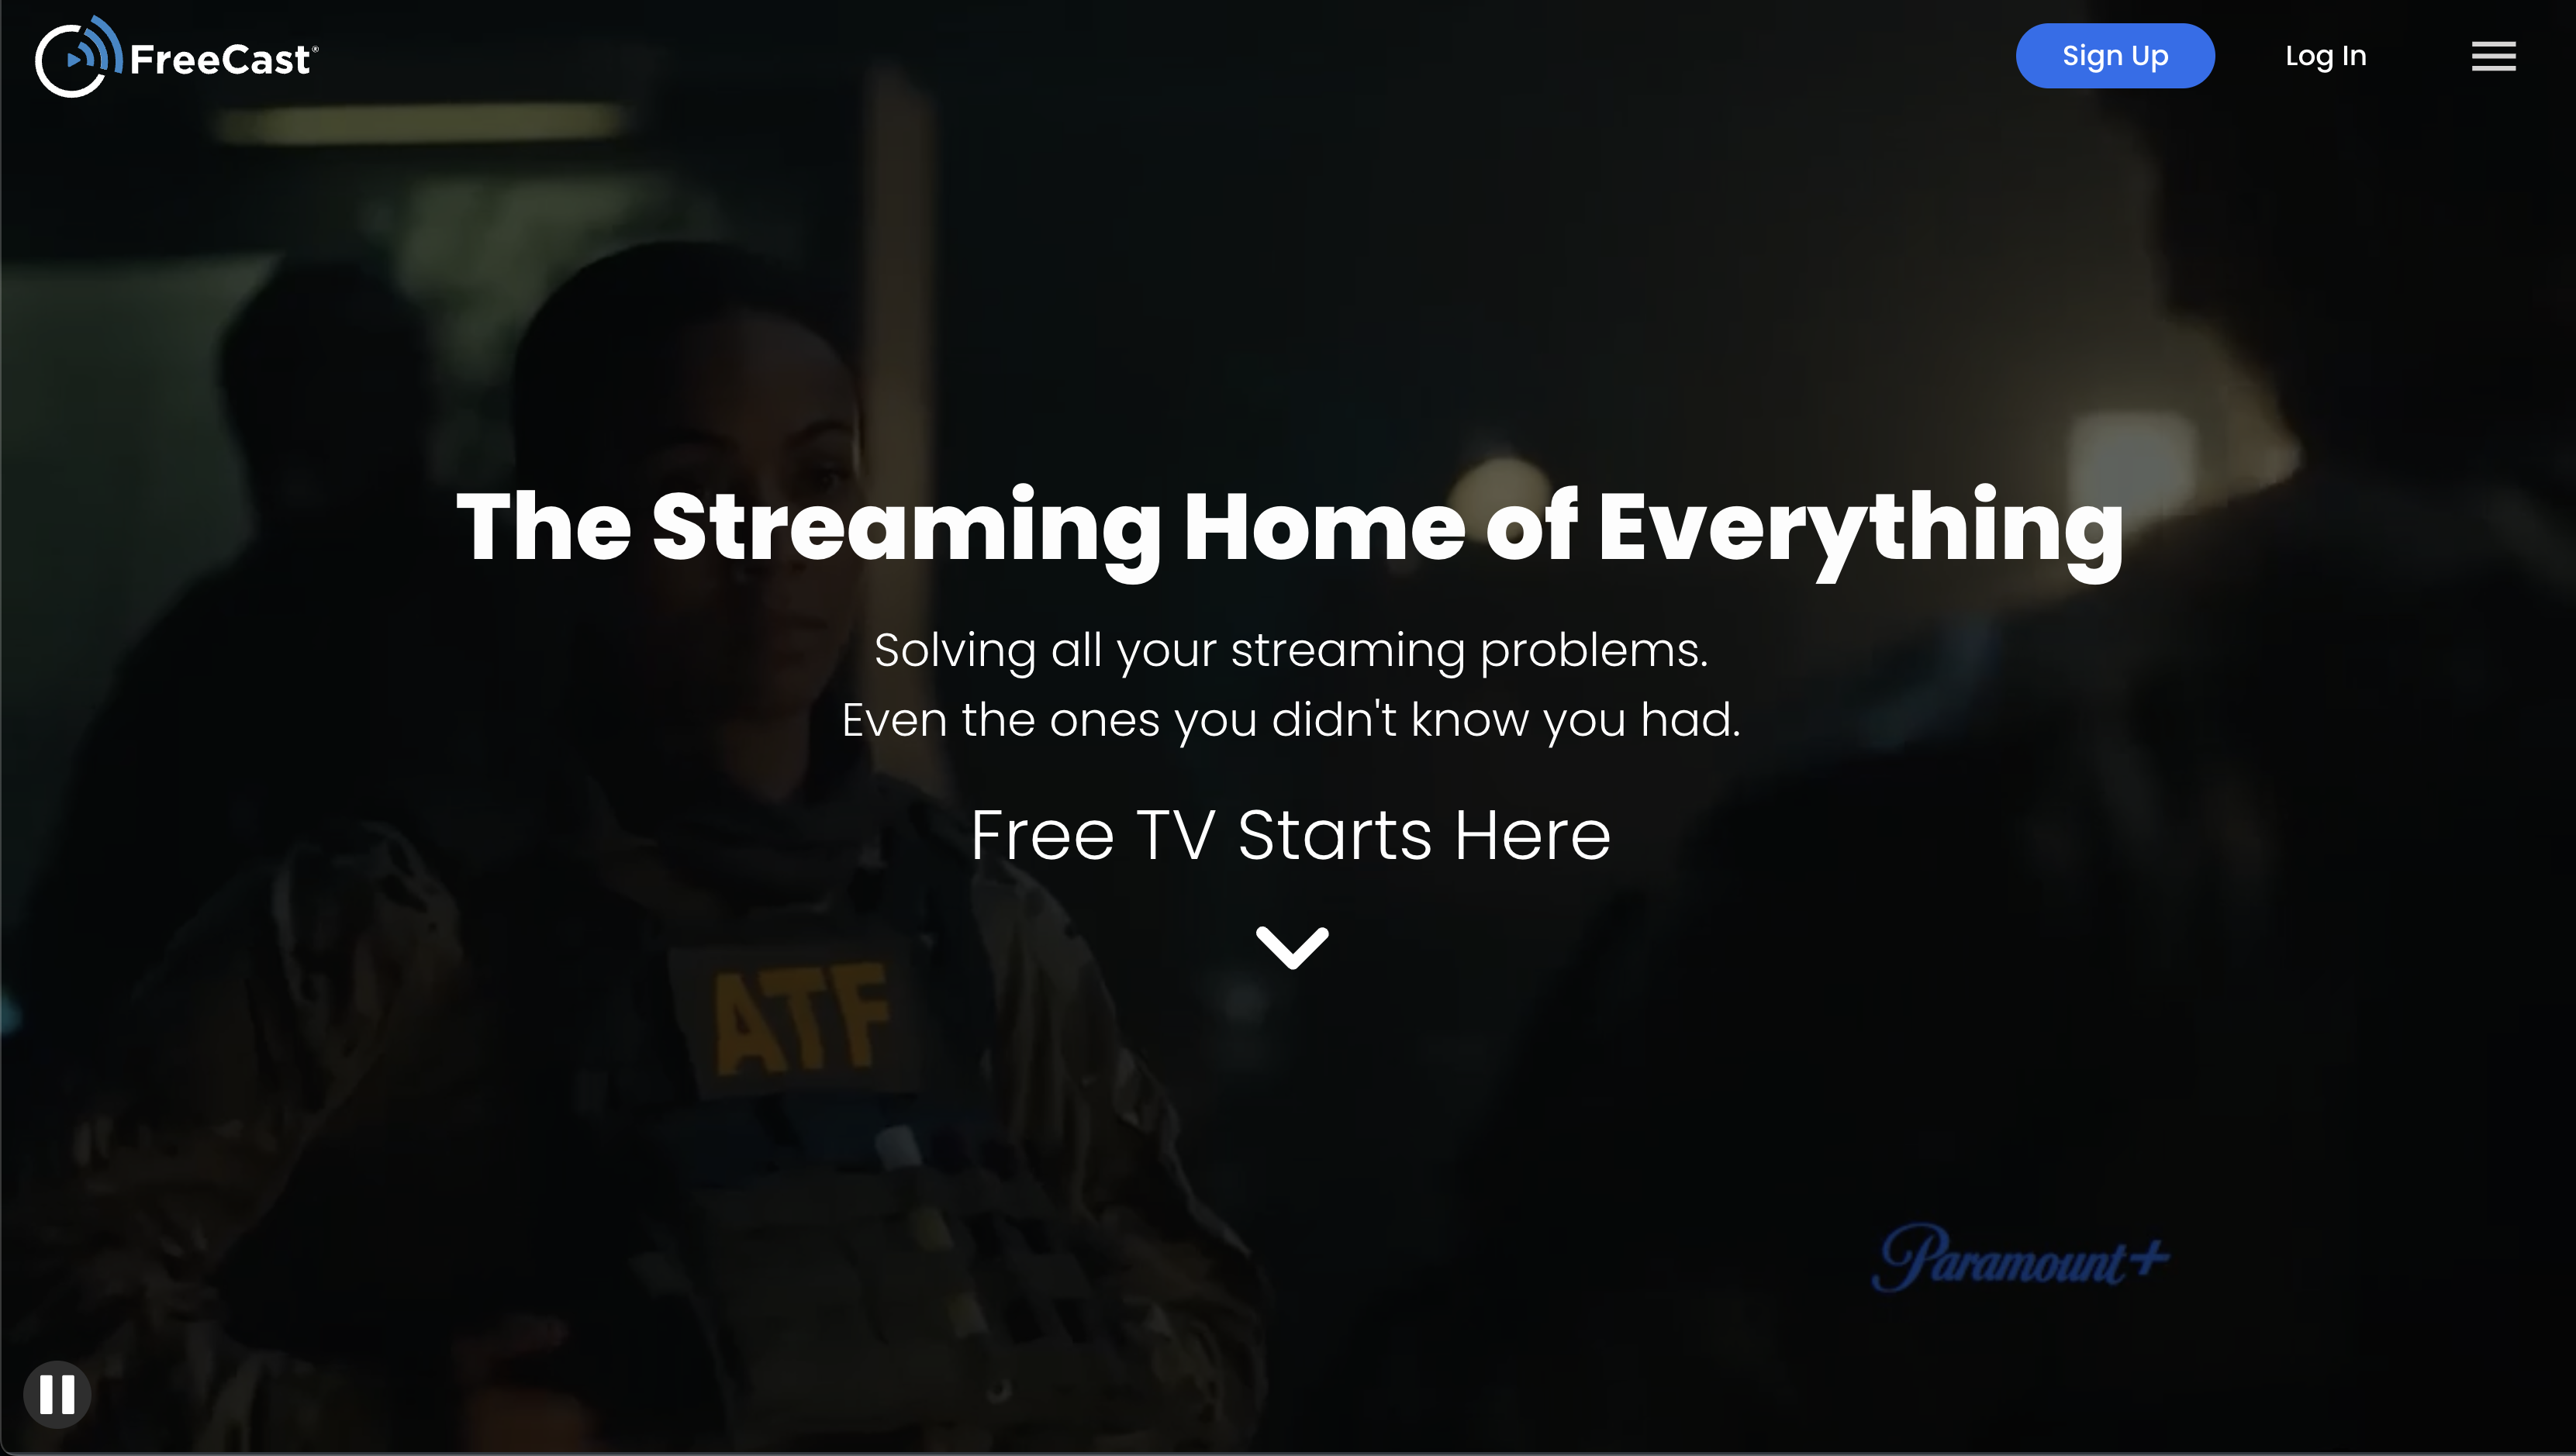 FreeCast®
Sign Up
Log In
The Streaming Home of Everything
Solving all your streaming problems.
Even the ones you didn't know you had.
Free TV Starts Here
ATF
Paramount+